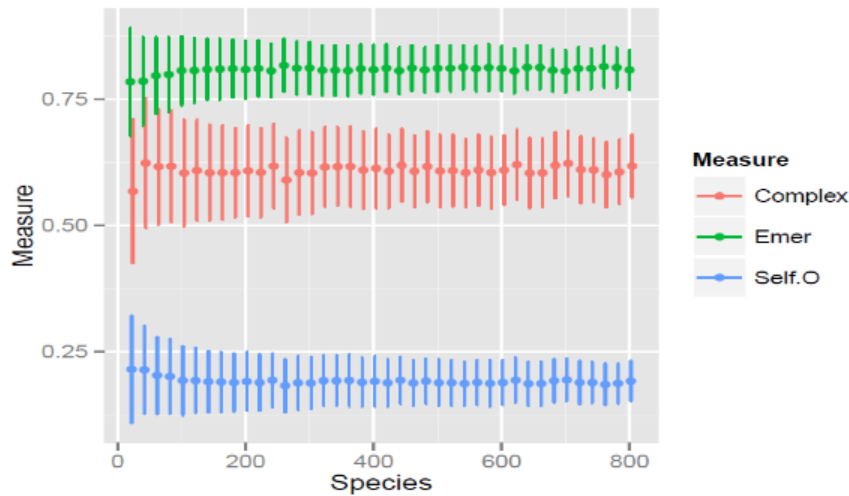 0.75
0.50
0.25
Measure
0
200
400
600
800
Species
Measure
Complex
Emer
Self.O